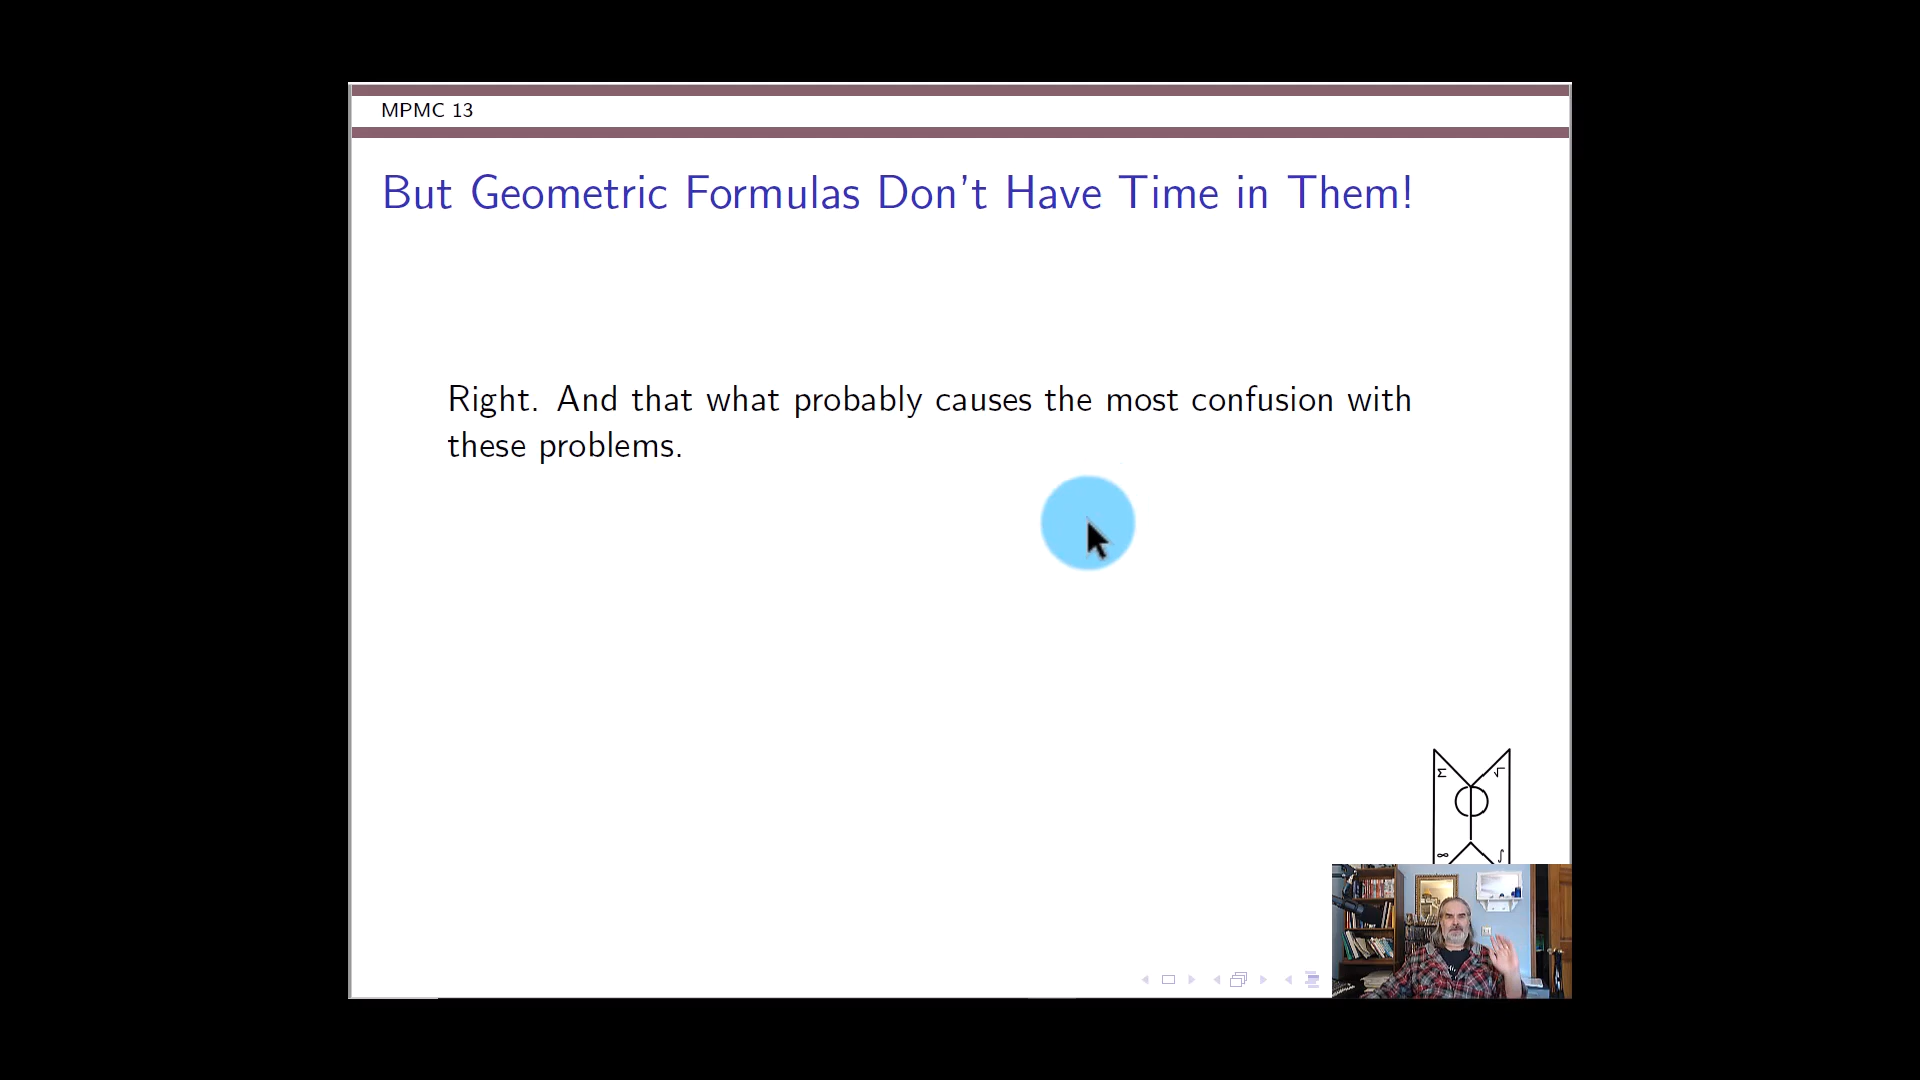 MPMC 13
But Geometric Formulas Don't Have Time in Them!
Right. And that what probably causes the most confusion with
these problems.
Σ √
∞ ∫